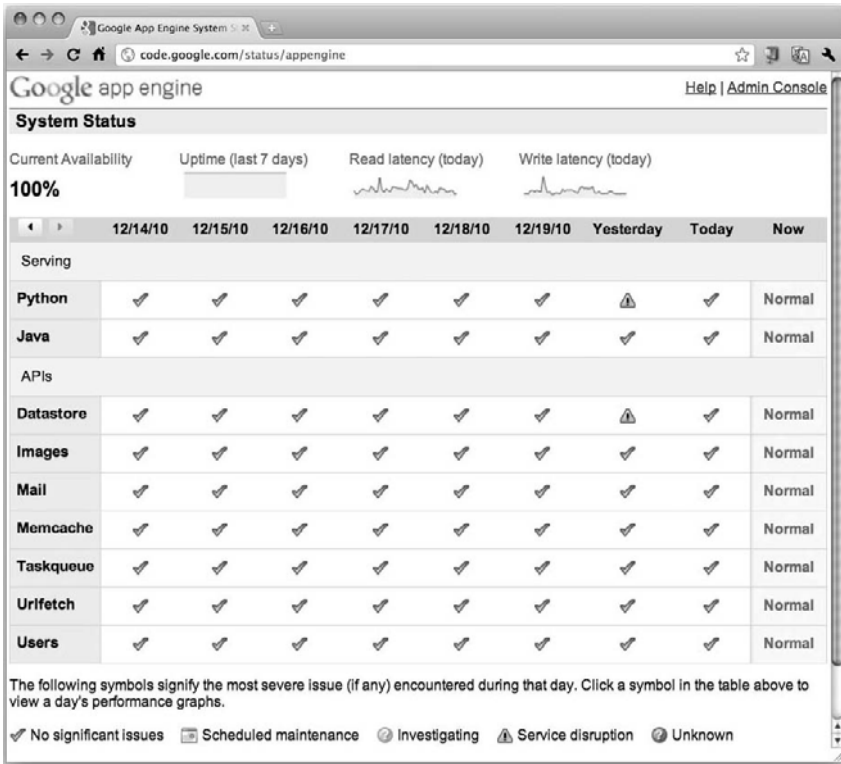 Google App Engine System S
code.google.com/status/appengine
Google app engine
Help | Admin Console
System Status
Current Availability Uptime (last 7 days) Read latency (today) Write latency (today)
100%
12/14/10 12/15/10 12/16/10 12/17/10 12/18/10 12/19/10 Yesterday Today Now
Serving
Python Normal
Java Normal
APIs
Datastore Normal
Images Normal
Mail Normal
Memcache Normal
Taskqueue Normal
Urlfetch Normal
Users Normal
The following symbols signify the most severe issue (if any) encountered during that day. Click a symbol in the table above to
view a day's performance graphs.
No significant issues Scheduled maintenance Investigating Service disruption Unknown